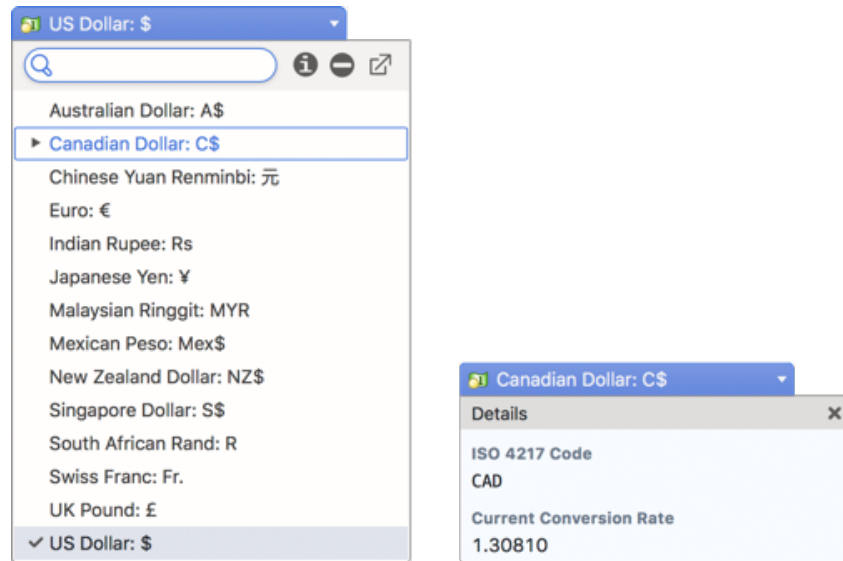 US Dollar: $
Australian Dollar: A$
Canadian Dollar: C$
Chinese Yuan Renminbi: 元
Euro: €
Indian Rupee: Rs
Japanese Yen: ¥
Malaysian Ringgit: MYR
Mexican Peso: Mex$
New Zealand Dollar: NZ$
Singapore Dollar: S$
South African Rand: R
Swiss Franc: Fr.
UK Pound: £
US Dollar: $
Canadian Dollar: C$
Details
ISO 4217 Code
CAD
Current Conversion Rate
1.30810